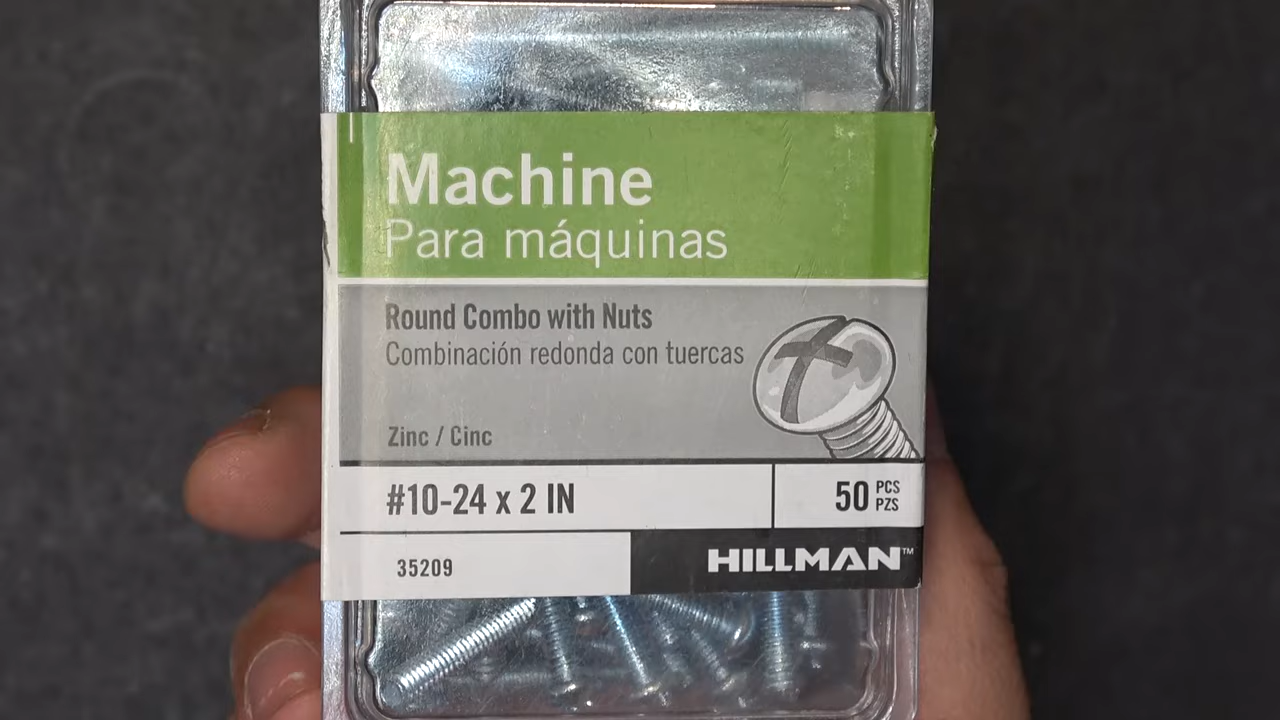 Machine
Para máquinas
Round Combo with Nuts
Combinación redonda con tuercas
Zinc / Cinc
#10-24 x 2 IN
50 PCS
PZS
35209
HILLMAN™